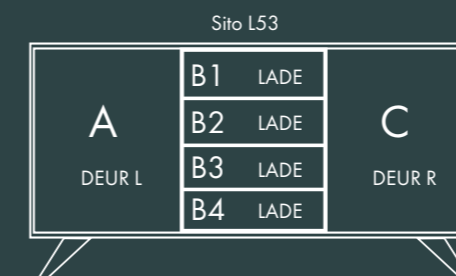 Sito L53
A
DEUR L
B1 LADE
B2 LADE
B3 LADE
B4 LADE
C
DEUR R